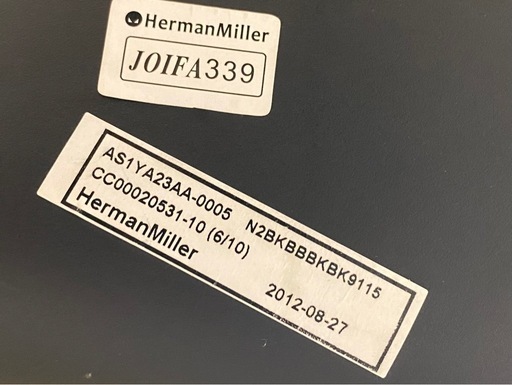 HermanMiller
JOIFA339
AS1YA23AA-0005 N2BKBBBKBK9115
CC00020531-10 (6/10)
HermanMiller 2012-08-27